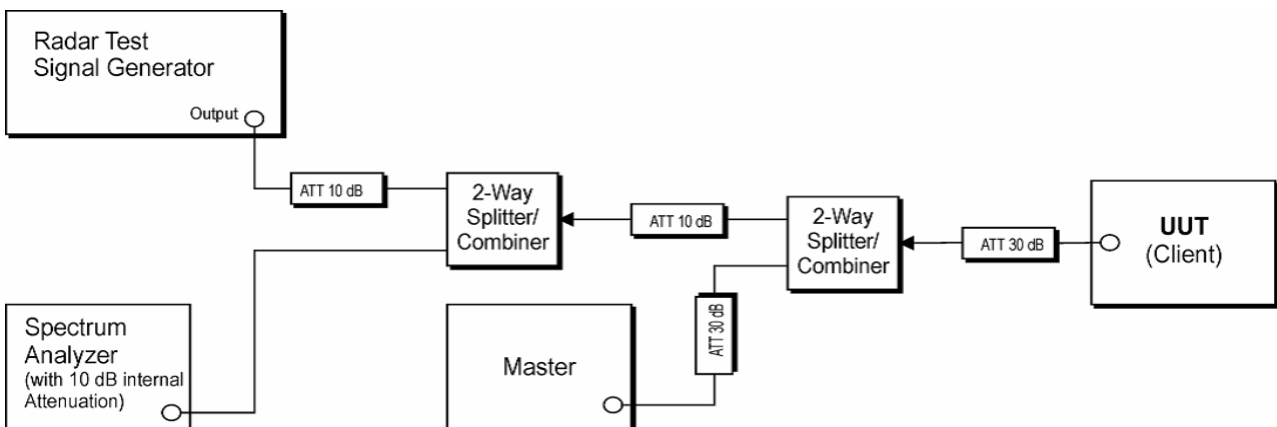 Radar Test
Signal Generator
Output
ATT 10 dB
2-Way
Splitter/
Combiner
ATT 10 dB
2-Way
Splitter/
Combiner
ATT 30 dB
UUT
(Client)
ATT 30 dB
Spectrum
Analyzer
(with 10 dB internal
Attenuation)
Master